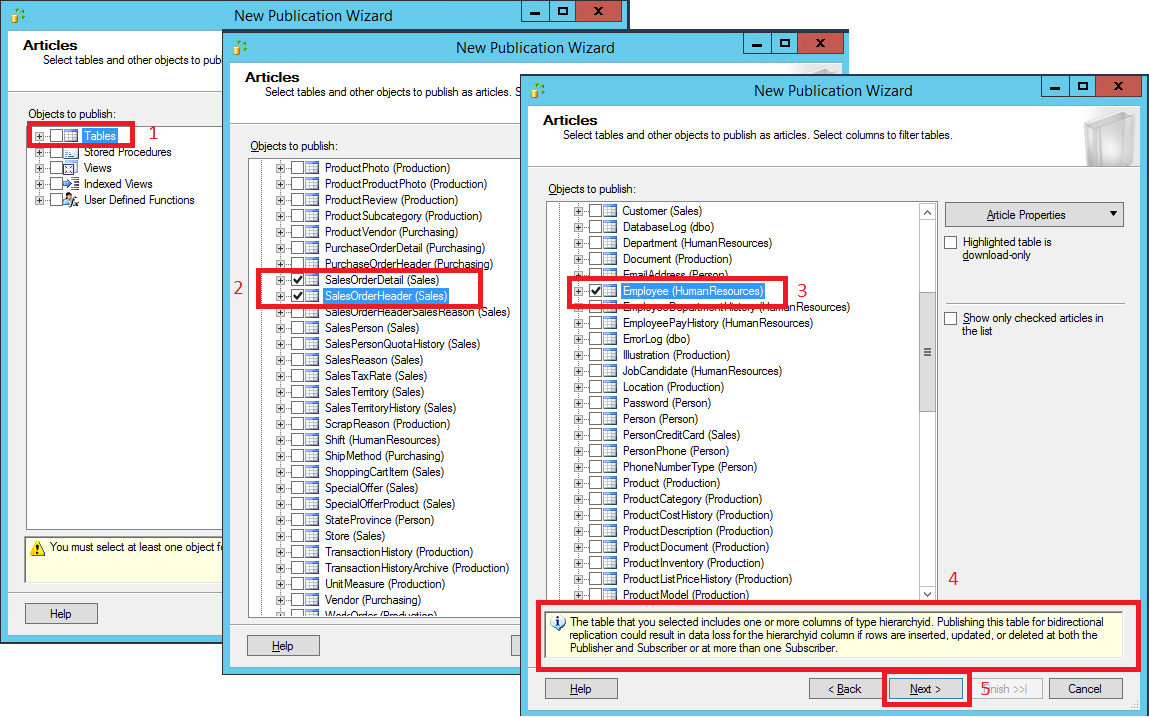 New Publication Wizard
Articles
Select tables and other objects to pub
Objects to publish:
Tables
1
Stored Procedures
Views
Indexed Views
User Defined Functions
You must select at least one object f
Help
New Publication Wizard
Articles
Select tables and other objects to publish as articles. S
Objects to publish:
ProductPhoto (Production)
ProductProductPhoto (Production)
ProductReview (Production)
ProductSubcategory (Production)
ProductVendor (Purchasing)
PurchaseOrderDetail (Purchasing)
PurchaseOrderHeader (Purchasing)
2
SalesOrderDetail (Sales)
SalesOrderHeader (Sales)
SalesOrderHeaderSalesReason (Sales)
SalesPerson (Sales)
SalesPersonQuotaHistory (Sales)
SalesReason (Sales)
SalesTaxRate (Sales)
SalesTerritory (Sales)
SalesTerritoryHistory (Sales)
ScrapReason (Production)
Shift (HumanResources)
ShipMethod (Purchasing)
ShoppingCartItem (Sales)
SpecialOffer (Sales)
SpecialOfferProduct (Sales)
StateProvince (Person)
Store (Sales)
TransactionHistory (Production)
TransactionHistoryArchive (Production)
UnitMeasure (Production)
Vendor (Purchasing)
WorkOrder (Production)
Help
New Publication Wizard
Articles
Select tables and other objects to publish as articles. Select columns to filter tables.
Objects to publish:
Customer (Sales)
DatabaseLog (dbo)
Department (HumanResources)
Document (Production)
EmailAddress (Person)
Employee (HumanResources)
3
EmployeeDepartmentHistory (HumanResources)
EmployeePayHistory (HumanResources)
ErrorLog (dbo)
Illustration (Production)
JobCandidate (HumanResources)
Location (Production)
Password (Person)
Person (Person)
PersonCreditCard (Sales)
PersonPhone (Person)
PhoneNumberType (Person)
Product (Production)
ProductCategory (Production)
ProductCostHistory (Production)
ProductDescription (Production)
ProductDocument (Production)
ProductInventory (Production)
ProductListPriceHistory (Production)
ProductModel (Production)
Article Properties
Highlighted table is
download-only
Show only checked articles in
the list
4
The table that you selected includes one or more columns of type hierarchyid. Publishing this table for bidirectional
replication could result in data loss for the hierarchyid column if rows are inserted, updated, or deleted at both the
Publisher and Subscriber or at more than one Subscriber.
Help
< Back
Next >
5
inish >>|
Cancel